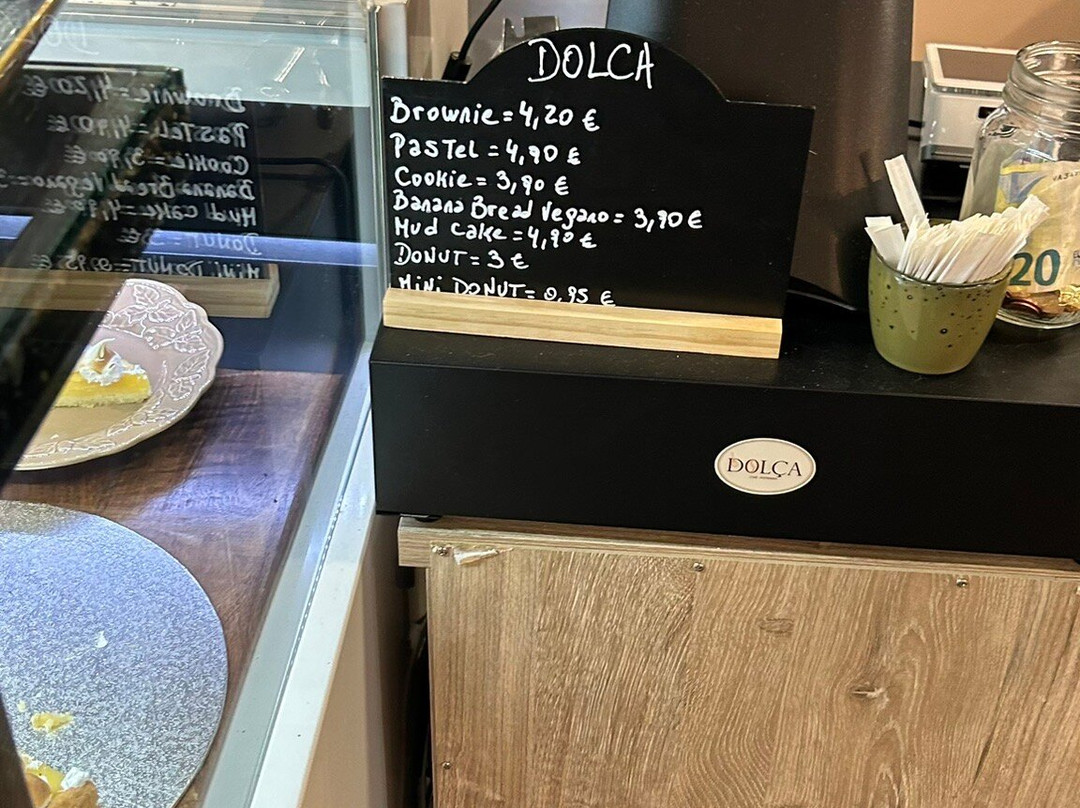 DOLCA
Brownie = 4,20 €
PasTel = 4,90 €
Cookie = 3,90 €
Banana Bread Vegano = 3,90 €
Mud Cake = 4,90 €
DONUT = 3 €
MiNi DONUT = 0,95 €
DOLÇA
20